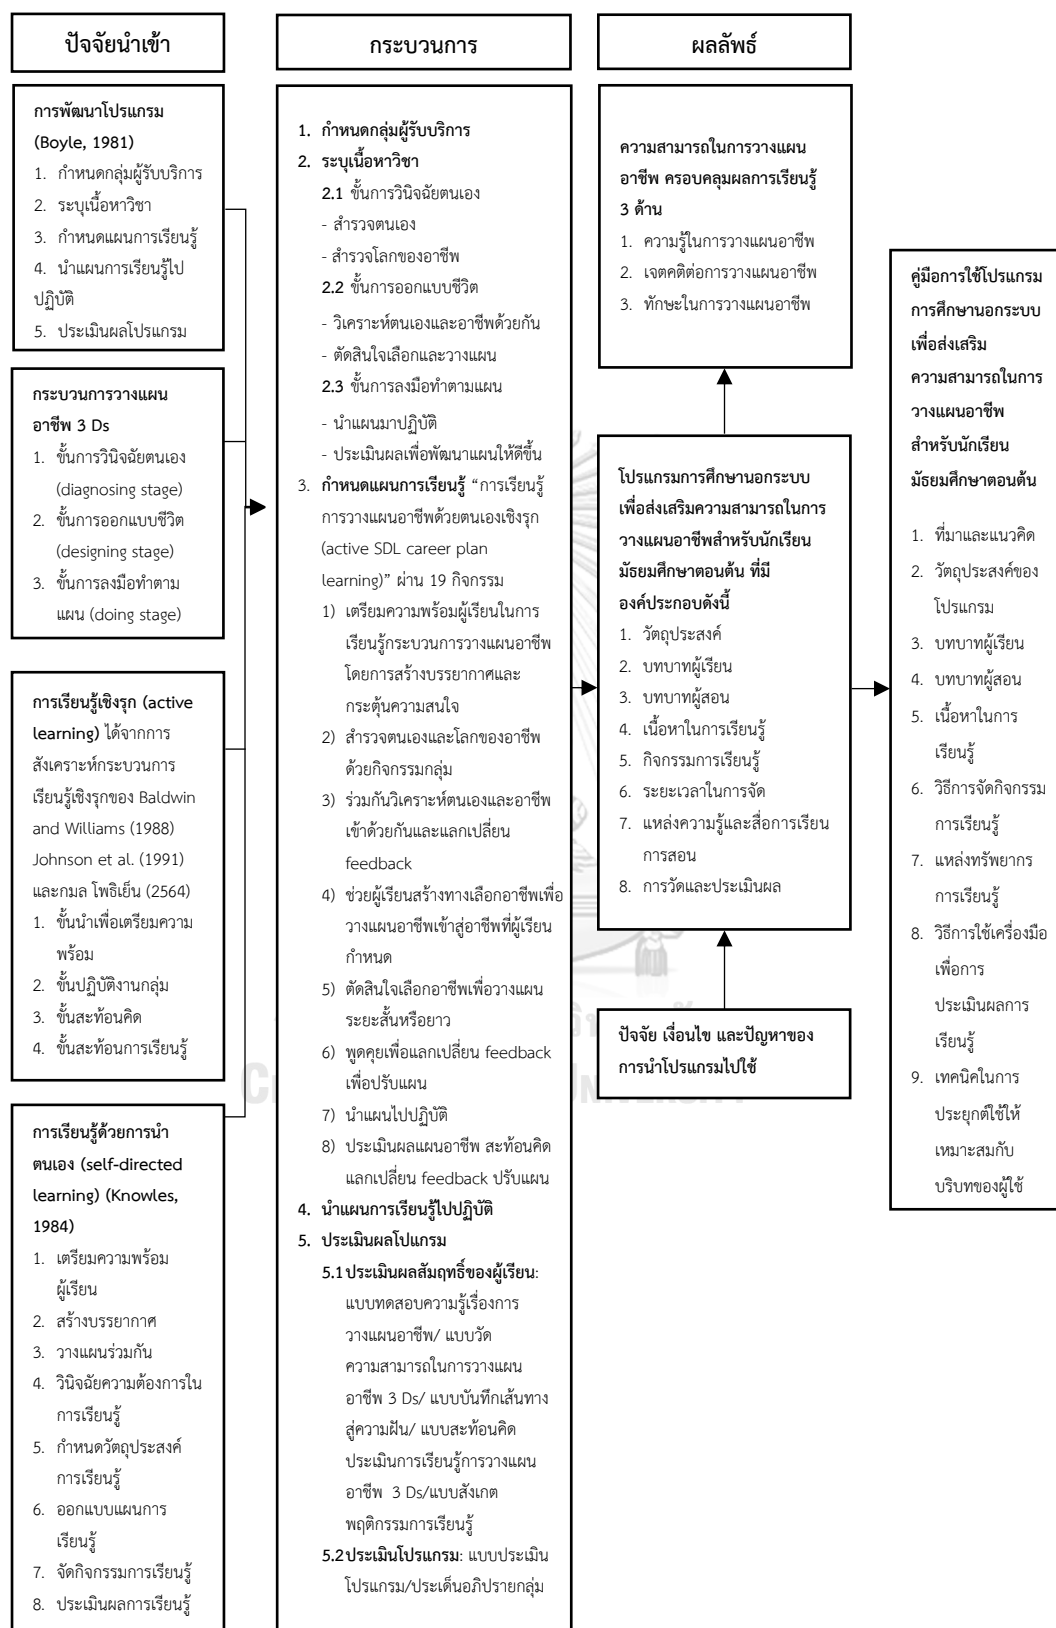 ปัจจัยนำเข้า
การพัฒนาโปรแกรม
(Boyle, 1981)
1. กำหนดกลุ่มผู้รับบริการ
2. ระบุเนื้อหาวิชา
3. กำหนดแผนการเรียนรู้
4. นำแผนการเรียนรู้ไป
ปฏิบัติ
5. ประเมินผลโปรแกรม
กระบวนการวางแผน
อาชีพ 3 Ds
1. ขั้นการวินิจฉัยตนเอง
(diagnosing stage)
2. ขั้นการออกแบบชีวิต
(designing stage)
3. ขั้นการลงมือทำตาม
แผน (doing stage)
การเรียนรู้เชิงรุก (active
learning) ได้จากการ
สังเคราะห์กระบวนการ
เรียนรู้เชิงรุกของ Baldwin
and Williams (1988)
Johnson et al. (1991)
และกมล โพธิเย็น (2564)
1. ขั้นนำเพื่อเตรียมความ
พร้อม
2. ขั้นปฏิบัติงานกลุ่ม
3. ขั้นสะท้อนคิด
4. ขั้นสะท้อนการเรียนรู้
การเรียนรู้ด้วยการนำ
ตนเอง (self-directed
learning) (Knowles,
1984)
1. เตรียมความพร้อม
ผู้เรียน
2. สร้างบรรยากาศ
3. วางแผนร่วมกัน
4. วินิจฉัยความต้องการใน
การเรียนรู้
5. กำหนดวัตถุประสงค์
การเรียนรู้
6. ออกแบบแผนการ
เรียนรู้
7. จัดกิจกรรมการเรียนรู้
8. ประเมินผลการเรียนรู้
กระบวนการ
1. กำหนดกลุ่มผู้รับบริการ
2. ระบุเนื้อหาวิชา
2.1 ขั้นการวินิจฉัยตนเอง
- สำรวจตนเอง
- สำรวจโลกของอาชีพ
2.2 ขั้นการออกแบบชีวิต
- วิเคราะห์ตนเองและอาชีพด้วยกัน
- ตัดสินใจเลือกและวางแผน
2.3 ขั้นการลงมือทำตามแผน
- นำแผนมาปฏิบัติ
- ประเมินผลเพื่อพัฒนาแผนให้ดีขึ้น
3. กำหนดแผนการเรียนรู้ “การเรียนรู้
การวางแผนอาชีพด้วยตนเองเชิงรุก
(active SDL career plan
learning)” ผ่าน 19 กิจกรรม
1) เตรียมความพร้อมผู้เรียนในการ
เรียนรู้กระบวนการวางแผนอาชีพ
โดยการสร้างบรรยากาศและ
กระตุ้นความสนใจ
2) สำรวจตนเองและโลกของอาชีพ
ด้วยกิจกรรมกลุ่ม
3) ร่วมกันวิเคราะห์ตนเองและอาชีพ
เข้าด้วยกันและแลกเปลี่ยน
feedback
4) ช่วยผู้เรียนสร้างทางเลือกอาชีพเพื่อ
วางแผนอาชีพเข้าสู่อาชีพที่ผู้เรียน
กำหนด
5) ตัดสินใจเลือกอาชีพเพื่อวางแผน
ระยะสั้นหรือยาว
6) พูดคุยเพื่อแลกเปลี่ยน feedback
เพื่อปรับแผน
7) นำแผนไปปฏิบัติ
8) ประเมินผลแผนอาชีพ สะท้อนคิด
แลกเปลี่ยน feedback ปรับแผน
4. นำแผนการเรียนรู้ไปปฏิบัติ
5. ประเมินผลโปแกรม
5.1 ประเมินผลสัมฤทธิ์ของผู้เรียน:
แบบทดสอบความรู้เรื่องการ
วางแผนอาชีพ/ แบบวัด
ความสามารถในการวางแผน
อาชีพ 3 Ds/ แบบบันทึกเส้นทาง
สู่ความฝัน/ แบบสะท้อนคิด
ประเมินการเรียนรู้การวางแผน
อาชีพ 3 Ds/แบบสังเกต
พฤติกรรมการเรียนรู้
5.2 ประเมินโปรแกรม: แบบประเมิน
โปรแกรม/ประเด็นอภิปรายกลุ่ม
ผลลัพธ์
ความสามารถในการวางแผน
อาชีพ ครอบคลุมผลการเรียนรู้
3 ด้าน
1. ความรู้ในการวางแผนอาชีพ
2. เจตคติต่อการวางแผนอาชีพ
3. ทักษะในการวางแผนอาชีพ
โปรแกรมการศึกษานอกระบบ
เพื่อส่งเสริมความสามารถในการ
วางแผนอาชีพสำหรับนักเรียน
มัธยมศึกษาตอนต้น ที่มี
องค์ประกอบดังนี้
1. วัตถุประสงค์
2. บทบาทผู้เรียน
3. บทบาทผู้สอน
4. เนื้อหาในการเรียนรู้
5. กิจกรรมการเรียนรู้
6. ระยะเวลาในการจัด
7. แหล่งความรู้และสื่อการเรียน
การสอน
8. การวัดและประเมินผล
ปัจจัย เงื่อนไข และปัญหาของ
การนำโปรแกรมไปใช้
คู่มือการใช้โปรแกรม
การศึกษานอกระบบ
เพื่อส่งเสริม
ความสามารถในการ
วางแผนอาชีพ
สำหรับนักเรียน
มัธยมศึกษาตอนต้น
1. ที่มาและแนวคิด
2. วัตถุประสงค์ของ
โปรแกรม
3. บทบาทผู้เรียน
4. บทบาทผู้สอน
5. เนื้อหาในการ
เรียนรู้
6. วิธีการจัดกิจกรรม
การเรียนรู้
7. แหล่งทรัพยากร
การเรียนรู้
8. วิธีการใช้เครื่องมือ
เพื่อการ
ประเมินผลการ
เรียนรู้
9. เทคนิคในการ
ประยุกต์ใช้ให้
เหมาะสมกับ
บริบทของผู้ใช้